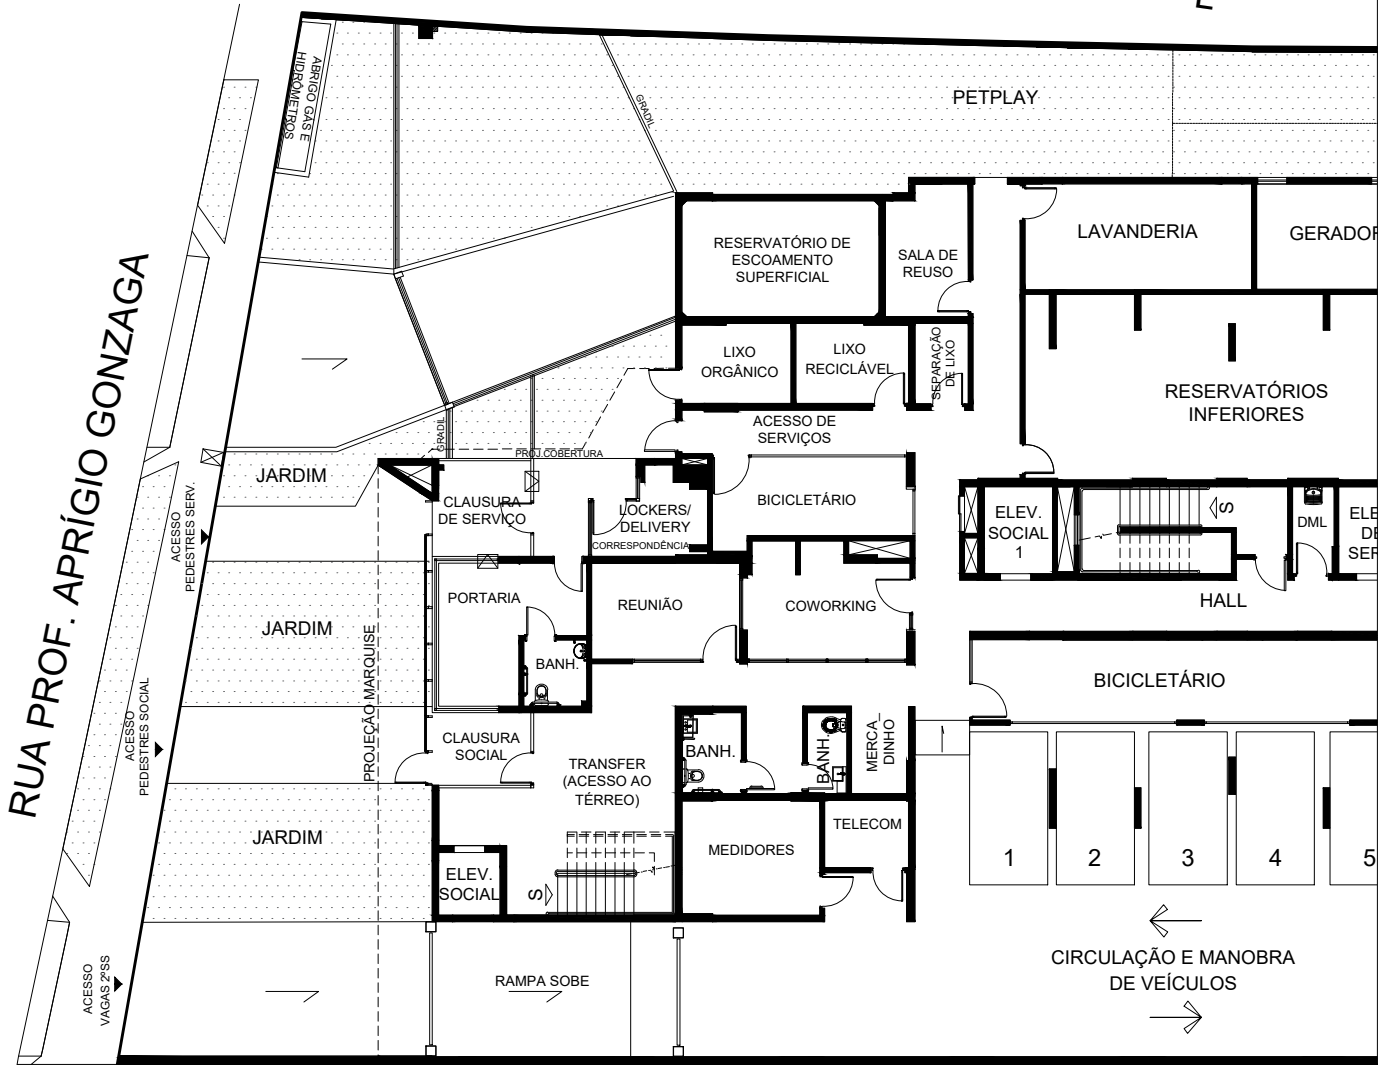 ABRIGO GÁS E
HIDRÔMETROS
GRADIL
PETPLAY
RESERVATÓRIO DE
ESCOAMENTO
SUPERFICIAL
SALA DE
REUSO
LAVANDERIA
GERADOR
LIXO
ORGÂNICO
LIXO
RECICLÁVEL
SEPARAÇÃO
DE LIXO
RESERVATÓRIOS
INFERIORES
ACESSO DE
SERVIÇOS
GRADIL
PROJ.COBERTURA
RUA PROF. APRÍGIO GONZAGA
JARDIM
CLAUSURA
DE SERVIÇO
LOCKERS/
DELIVERY
CORRESPONDÊNCIA
BICICLETÁRIO
ELEV.
SOCIAL
1
S
DML
ELE
DE
SER
ACESSO
PEDESTRES SERV.
PORTARIA
REUNIÃO
COWORKING
HALL
JARDIM
PROJEÇÃO MARQUISE
BANH.
BICICLETÁRIO
ACESSO
PEDESTRES SOCIAL
CLAUSURA
SOCIAL
TRANSFER
(ACESSO AO
TÉRREO)
BANH.
BANH.
MERCA_
DINHO
JARDIM
MEDIDORES
TELECOM
1
2
3
4
5
ELEV.
SOCIAL
S
ACESSO
VAGAS 2ºSS
RAMPA SOBE
CIRCULAÇÃO E MANOBRA
DE VEÍCULOS